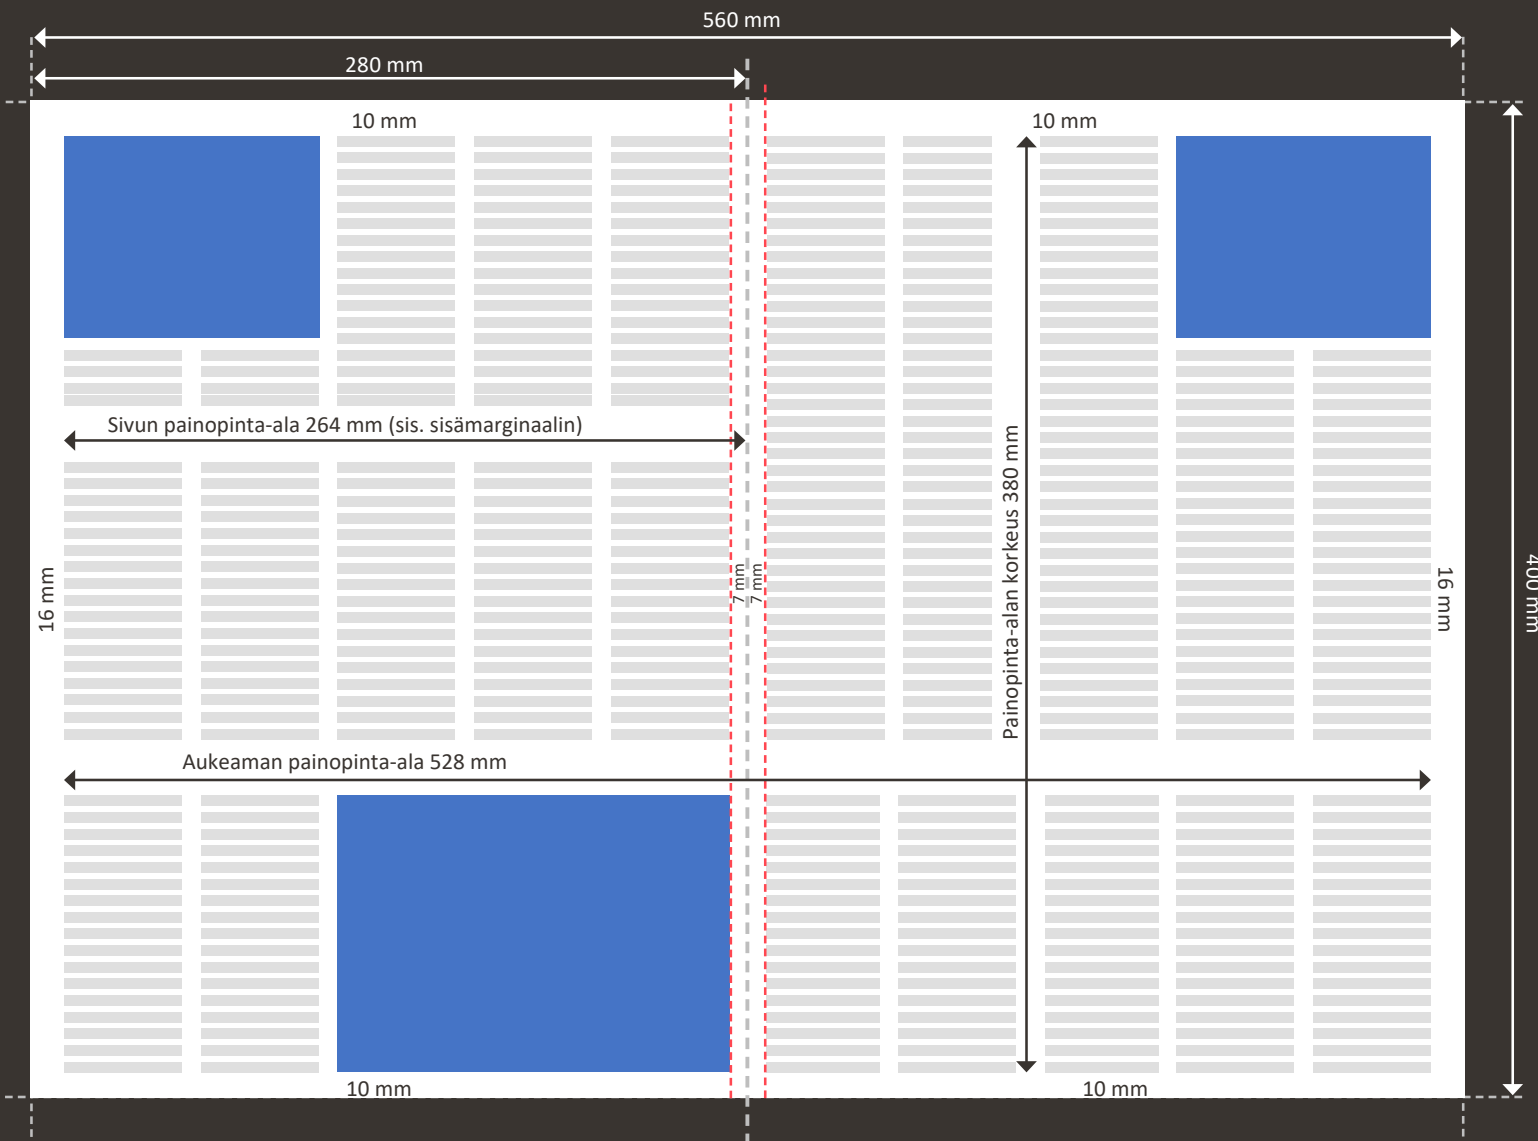 560 mm
280 mm
10 mm
10 mm
Sivun painopinta-ala 264 mm (sis. sisämarginaalin)
Painopinta-alan korkeus 380 mm
16 mm
7 mm
7 mm
16 mm
400 mm
Aukeaman painopinta-ala 528 mm
10 mm
10 mm